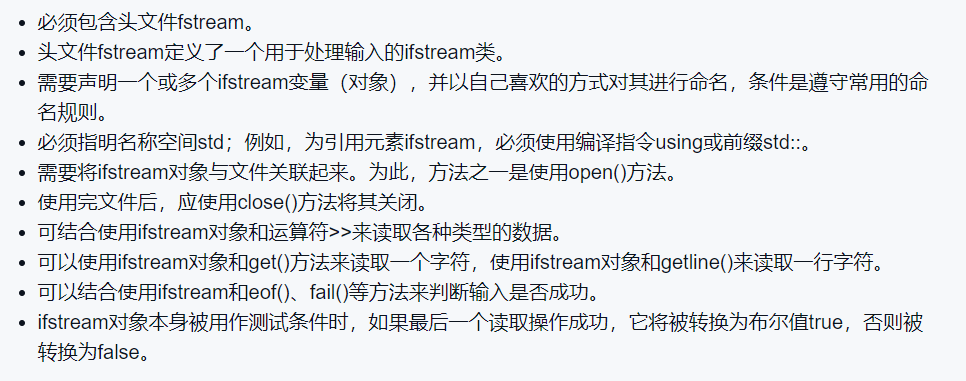 • 必须包含头文件fstream。
• 头文件fstream定义了一个用于处理输入的ifstream类。
• 需要声明一个或多个ifstream变量（对象），并以自己喜欢的方式对其进行命名，条件是遵守常用的命
名规则。
• 必须指明名称空间std；例如，为引用元素ifstream，必须使用编译指令using或前缀std::。
• 需要将ifstream对象与文件关联起来。为此，方法之一是使用open()方法。
• 使用完文件后，应使用close()方法将其关闭。
• 可结合使用ifstream对象和运算符>>来读取各种类型的数据。
• 可以使用ifstream对象和get()方法来读取一个字符，使用ifstream对象和getline()来读取一行字符。
• 可以结合使用ifstream和eof()、fail()等方法来判断输入是否成功。
• ifstream对象本身被用作测试条件时，如果最后一个读取操作成功，它将被转换为布尔值true，否则被
转换为false。